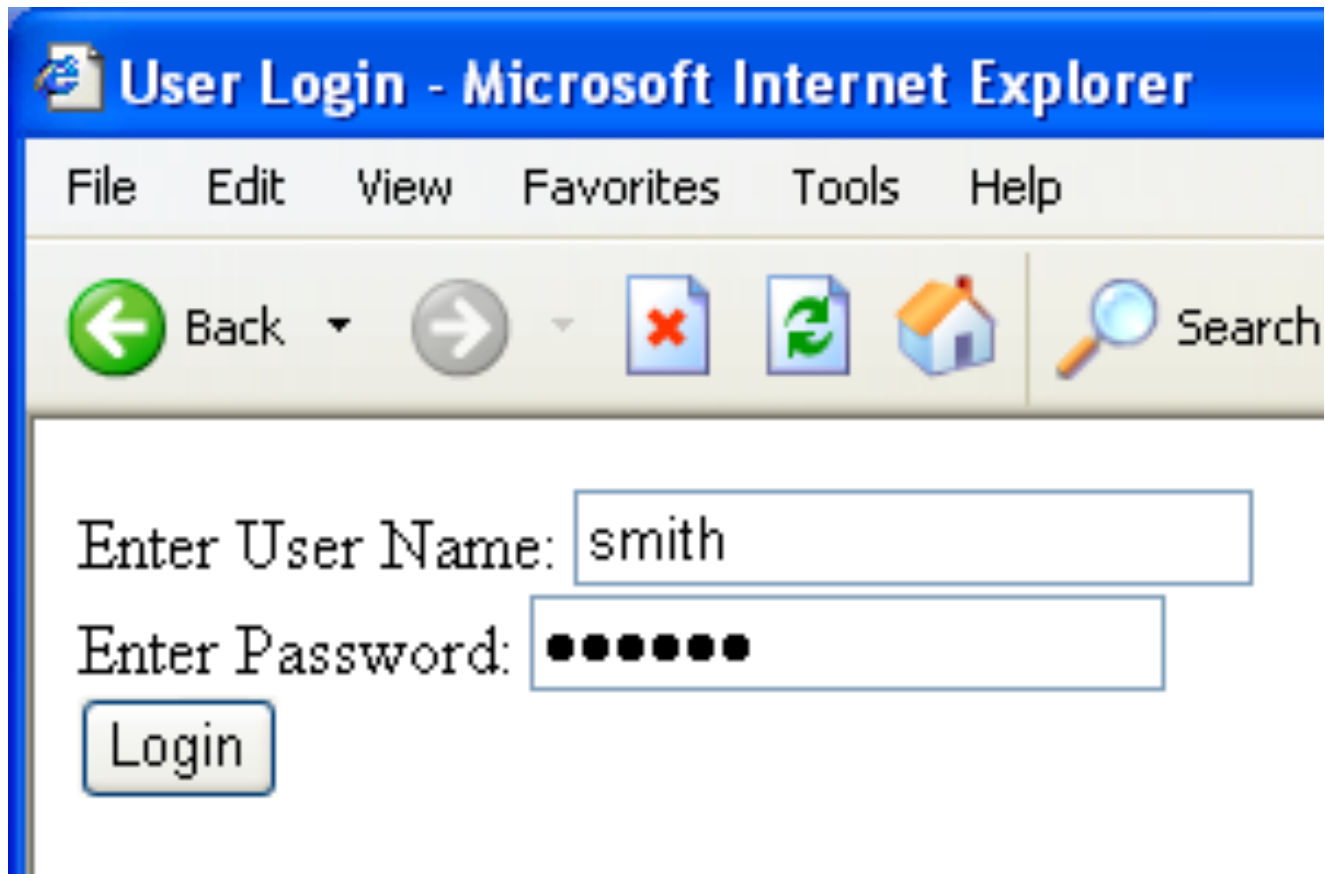 User Login - Microsoft Internet Explorer
File Edit View Favorites Tools Help
Back Search
Enter User Name: smith
Enter Password: ●●●●●●
Login